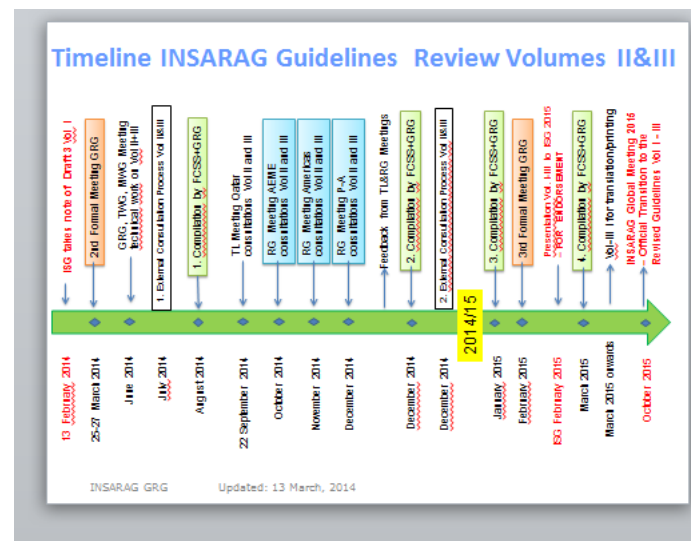 Timeline INSARAG Guidelines Review Volumes II&III
ISG takes note of Draft 3 Vol I
2nd Formal Meeting GRG
GRG, TWG, MWG Meeting
technical work on Vol II+III
1. External Consultation Process Vol II&III
1. Compilation by FCSS+GRG
TL Meeting Qatar
consultations Vol II and III
RG Meeting AEME
consultations Vol II and III
RG Meeting Americas
consultations Vol II and III
RG Meeting P-A
consultations Vol II and III
Feedback from TL&RG Meetings
2. Compilation by FCSS+GRG
2. External Consultation Process Vol II&III
2014/15
3. Compilation by FCSS+GRG
3rd Formal Meeting GRG
Presentation Vol. I-III to ISG 2015
– FOR ENDORSEMENT
4. Compilation by FCSS+GRG
Vol I-III for translation/printing
INSARAG Global Meeting 2015
– Official Transition to the
Revised Guidelines Vol I - III
13 February 2014
25-27 March 2014
June 2014
July 2014
August 2014
22 September 2014
October 2014
November 2014
December 2014
December 2014
December 2014
January 2015
February 2015
ISG February 2015
March 2015
March 2015 onwards
October 2015
INSARAG GRG
Updated: 13 March, 2014